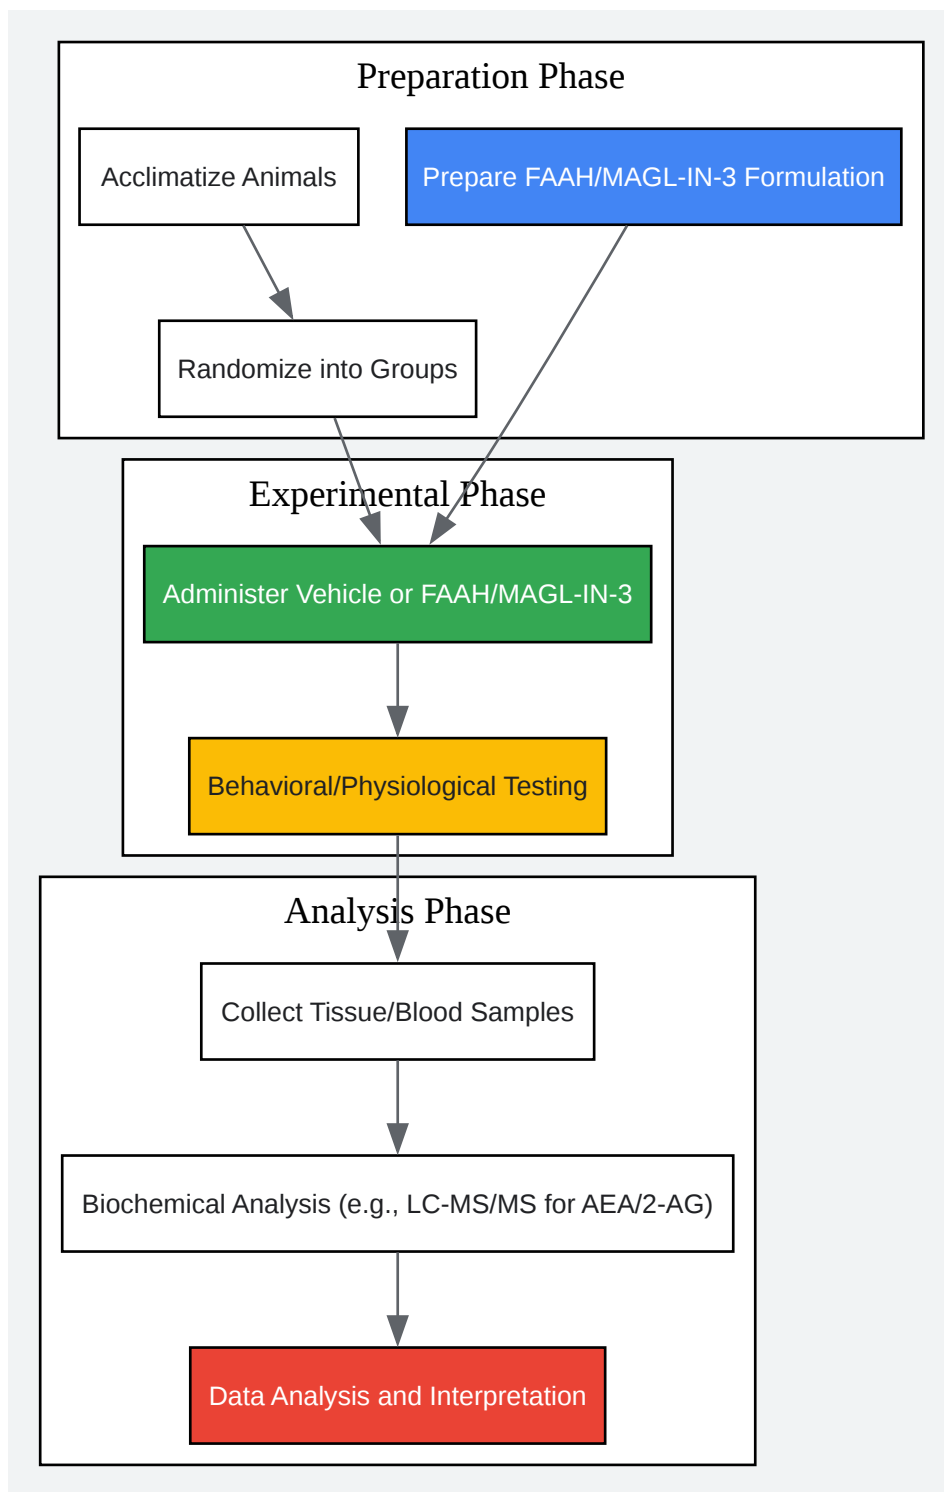 Preparation Phase
Acclimatize Animals
Prepare FAAH/MAGL-IN-3 Formulation
Randomize into Groups
Experimental Phase
Administer Vehicle or FAAH/MAGL-IN-3
Behavioral/Physiological Testing
Analysis Phase
Collect Tissue/Blood Samples
Biochemical Analysis (e.g., LC-MS/MS for AEA/2-AG)
Data Analysis and Interpretation